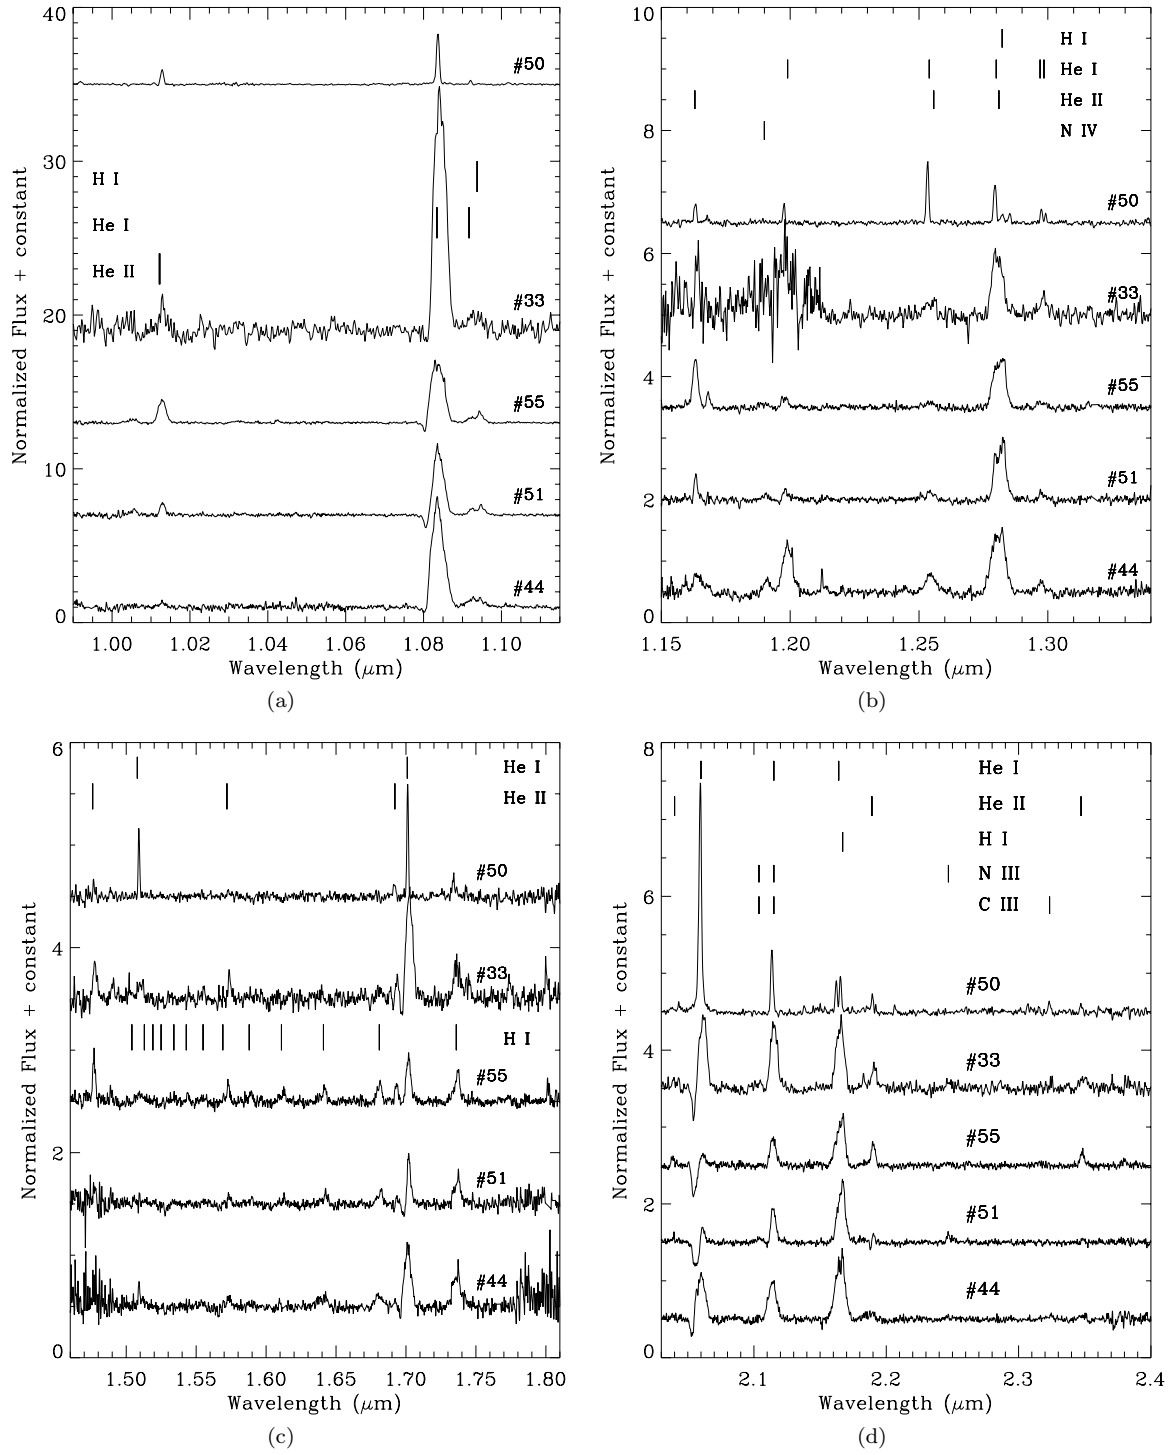 40
#50
30
H I
He I
He II
#33
20
#55
10
#51
#44
0
1.00 1.02 1.04 1.06 1.08 1.10
Wavelength (μm)
Normalized Flux + constant
(a)
10
H I
He I
He II
N IV
8
#50
6
#33
4
#55
2
#51
#44
0
1.15 1.20 1.25 1.30
Wavelength (μm)
Normalized Flux + constant
(b)
6
He I
He II
#50
4
#33
H I
#55
2
#51
#44
0
1.50 1.55 1.60 1.65 1.70 1.75 1.80
Wavelength (μm)
Normalized Flux + constant
(c)
8
He I
He II
H I
N III
C III
6
#50
4
#33
#55
2
#51
#44
0
2.1 2.2 2.3 2.4
Wavelength (μm)
Normalized Flux + constant
(d)